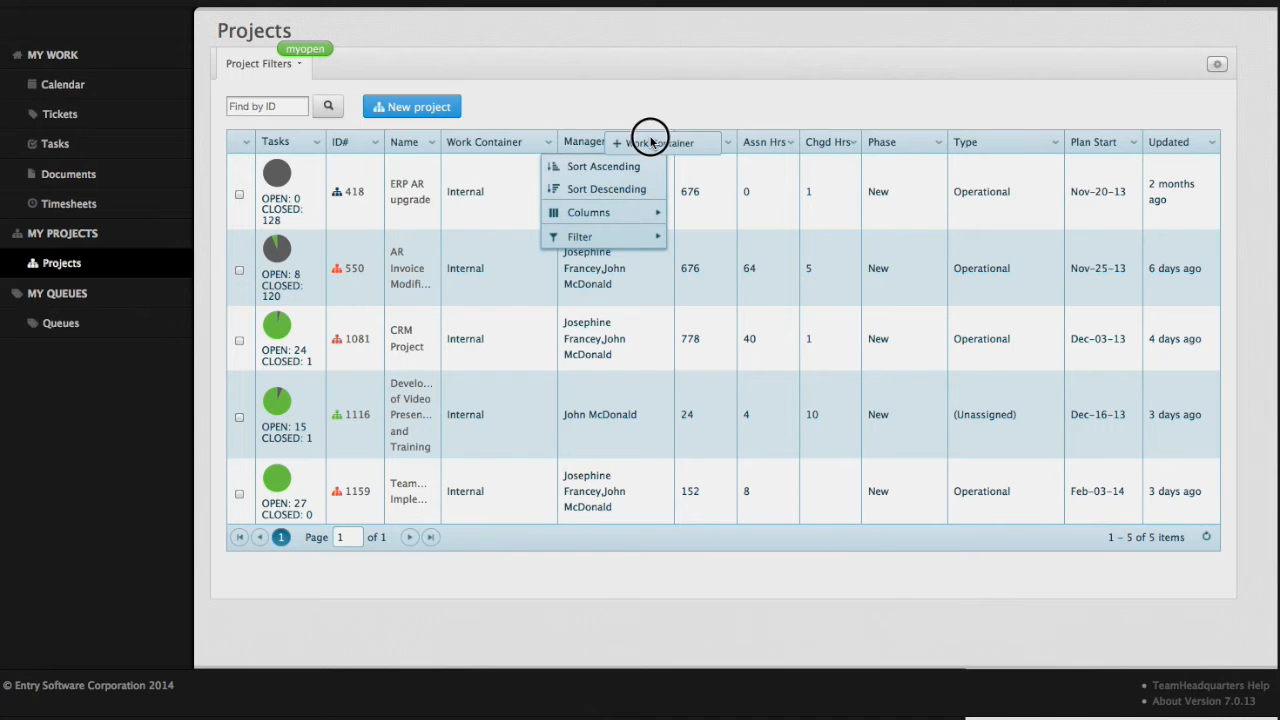 Projects
myopen
Project Filters
MY WORK
Calendar
Tickets
Tasks
Documents
Timesheets
MY PROJECTS
Projects
MY QUEUES
Queues
Find by ID
New project
Tasks ID# Name Work Container Manager Work Container Assn Hrs Chgd Hrs Phase Type Plan Start Updated
Sort Ascending
Sort Descending
Columns
Filter
OPEN: 0
CLOSED:
128
418
ERP AR
upgrade
Internal
676
0
1
New
Operational
Nov-20-13
2 months
ago
OPEN: 8
CLOSED:
120
550
AR
Invoice
Modifi...
Internal
Josephine
Francey,John
McDonald
676
64
5
New
Operational
Nov-25-13
6 days ago
OPEN: 24
CLOSED: 1
1081
CRM
Project
Internal
Josephine
Francey,John
McDonald
778
40
1
New
Operational
Dec-03-13
4 days ago
OPEN: 15
CLOSED: 1
1116
Develo...
of Video
Presen...
and
Training
Internal
John McDonald
24
4
10
New
(Unassigned)
Dec-16-13
3 days ago
OPEN: 27
CLOSED: 0
1159
Team...
Imple...
Internal
Josephine
Francey,John
McDonald
152
8
New
Operational
Feb-03-14
3 days ago
1
Page 1 of 1
1 - 5 of 5 items
© Entry Software Corporation 2014
TeamHeadquarters Help
About Version 7.0.13